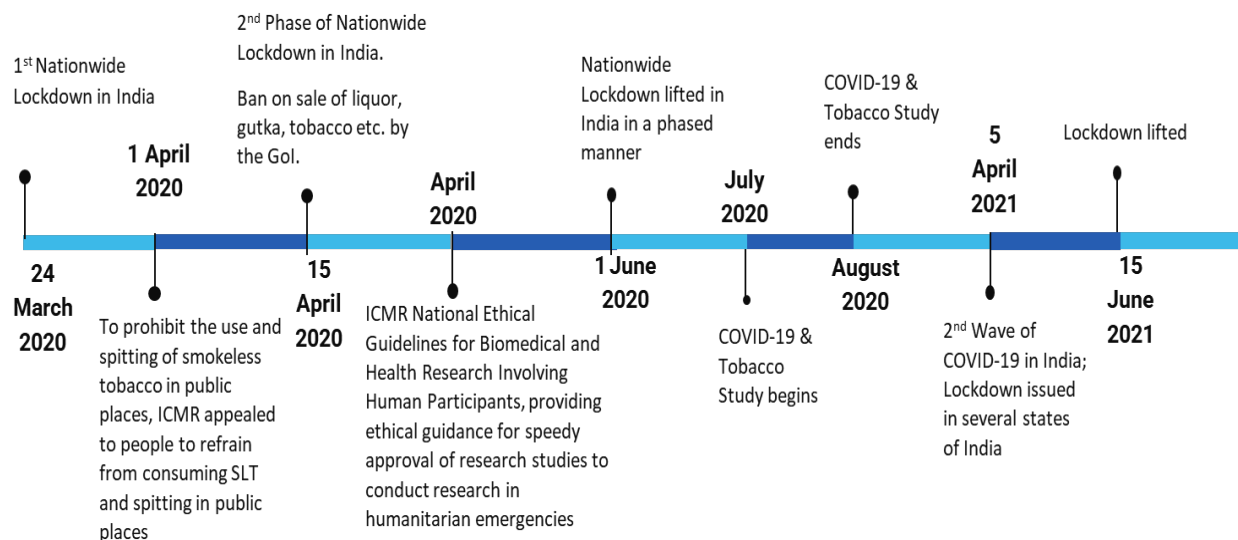 1st Nationwide
Lockdown in India
24
March
2020
1 April
2020
To prohibit the use and
spitting of smokeless
tobacco in public
places, ICMR appealed
to people to refrain
from consuming SLT
and spitting in public
places
2nd Phase of Nationwide
Lockdown in India.
Ban on sale of liquor,
gutka, tobacco etc. by
the GoI.
15
April
2020
April
2020
ICMR National Ethical
Guidelines for Biomedical and
Health Research Involving
Human Participants, providing
ethical guidance for speedy
approval of research studies to
conduct research in
humanitarian emergencies
Nationwide
Lockdown lifted in
India in a phased
manner
1 June
2020
July
2020
COVID-19 &
Tobacco
Study begins
COVID-19 &
Tobacco Study
ends
August
2020
5
April
2021
2nd Wave of
COVID-19 in India;
Lockdown issued
in several states
of India
Lockdown lifted
15
June
2021